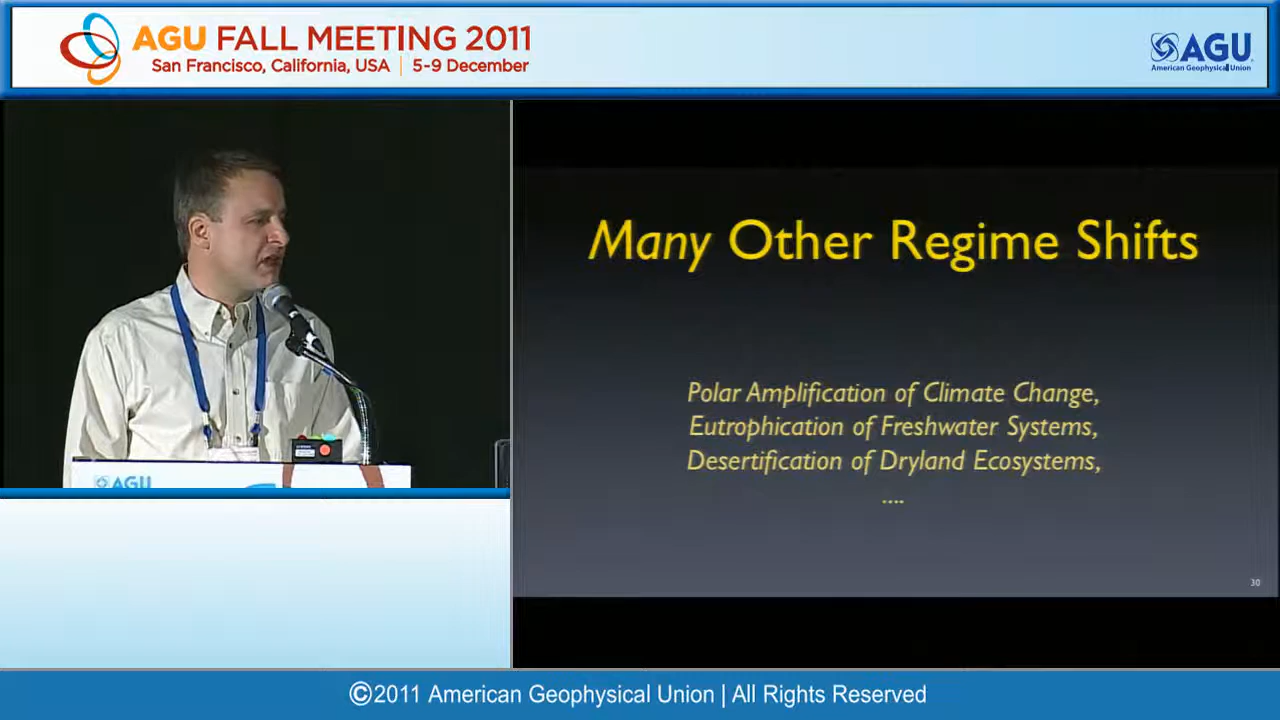 AGU FALL MEETING 2011
San Francisco, California, USA | 5-9 December
AGU
American Geophysical Union
Many Other Regime Shifts
Polar Amplification of Climate Change,
Eutrophication of Freshwater Systems,
Desertification of Dryland Ecosystems,
....
30
AGU
©2011 American Geophysical Union | All Rights Reserved